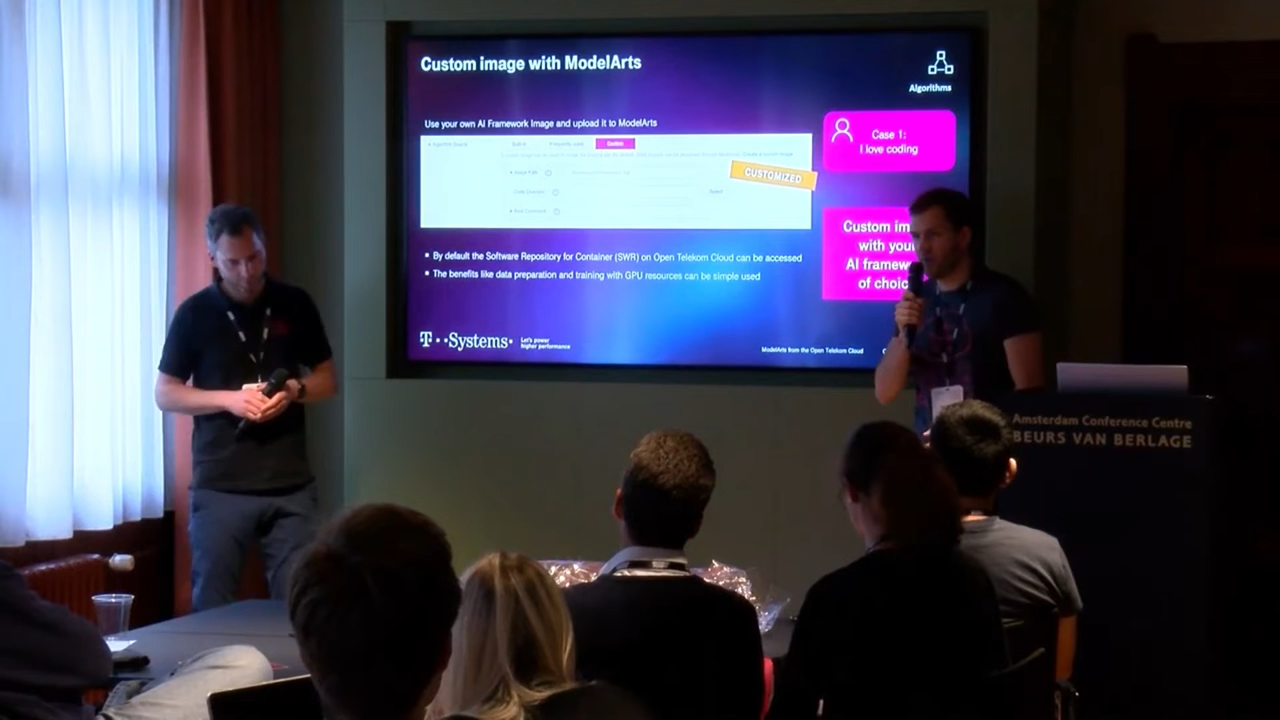 Custom image with ModelArts
Algorithms
Use your own AI Framework Image and upload it to ModelArts
Custom
CUSTOMIZED
Case 1:
I love coding
Custom im
with your
AI framew
of choic
▪ By default the Software Repository for Container (SWR) on Open Telekom Cloud can be accessed
▪ The benefits like data preparation and training with GPU resources can be simple used
T··Systems·
Let's power
higher performance
ModelArts from the Open Telekom Cloud
Amsterdam Conference Centre
BEURS VAN BERLAGE